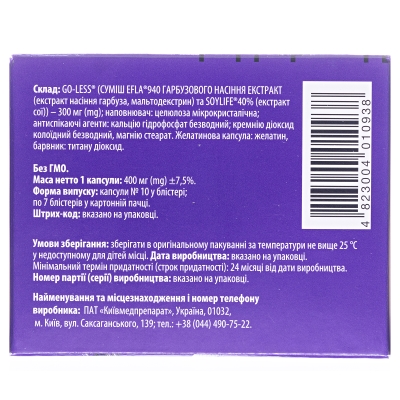 Склад: GO-LESS® (СУМІШ EFLA®940 ГАРБУЗОВОГО НАСІННЯ ЕКСТРАКТ
(екстракт насіння гарбуза, мальтодекстрин) та SOYLIFE®40% (екстракт
сої)) – 300 мг (mg); наповнювач: целюлоза мікрокристалічна;
антиспікаючі агенти: кальцію гідрофосфат безводний; кремнію діоксид
колоїдний безводний, магнію стеарат. Желатинова капсула: желатин,
барвник: титану діоксид.
Без ГМО.
Маса нетто 1 капсули: 400 мг (mg) ±7,5%.
Форма випуску: капсули № 10 у блістері;
по 7 блістерів у картонній пачці.
Штрих-код: вказано на упаковці.
4 823004 010938
Умови зберігання: зберігати в оригінальному пакуванні за температури не вище 25 °С
у недоступному для дітей місці. Дата виробництва: вказано на упаковці.
Мінімальний термін придатності (строк придатності): 24 місяці від дати виробництва.
Номер партії (серії) виробництва: вказано на упаковці.
Найменування та місцезнаходження і номер телефону
виробника: ПАТ «Київмедпрепарат», Україна, 01032,
м. Київ, вул. Саксаганського, 139; тел.: +38 (044) 490-75-22.